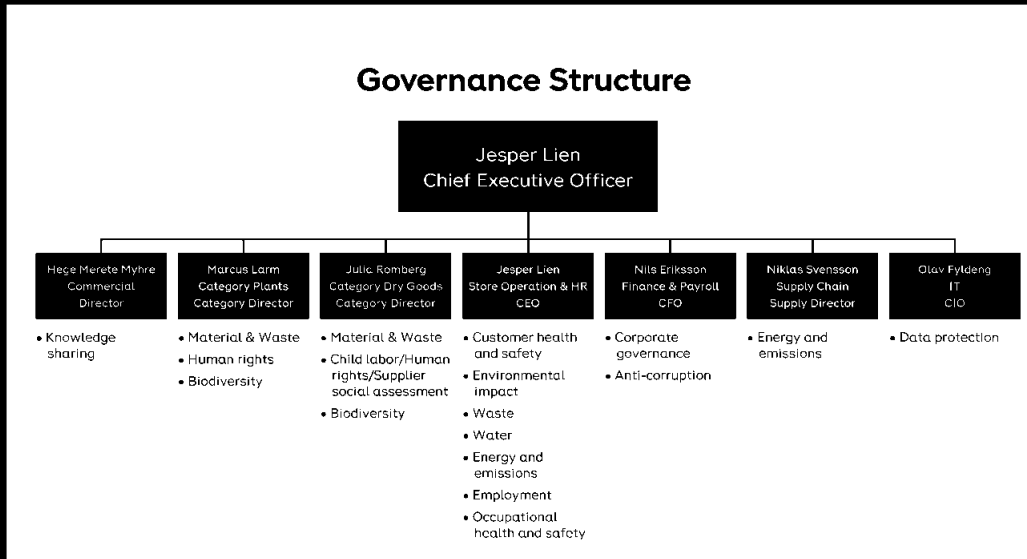 Governance Structure
Jesper Lien
Chief Executive Officer
Hege Merete Myhre
Commercial
Director
• Knowledge
sharing
Marcus Larm
Category Plants
Category Director
• Material & Waste
• Human rights
• Biodiversity
Julia Romberg
Category Dry Goods
Category Director
• Material & Waste
• Child labor/Human
rights/Supplier
social assessment
• Biodiversity
Jesper Lien
Store Operation & HR
CEO
• Customer health
and safety
• Environmental
impact
• Waste
• Water
• Energy and
emissions
• Employment
• Occupational
health and safety
Nils Eriksson
Finance & Payroll
CFO
• Corporate
governance
• Anti-corruption
Niklas Svensson
Supply Chain
Supply Director
• Energy and
emissions
Olav Fyldeng
IT
CIO
• Data protection